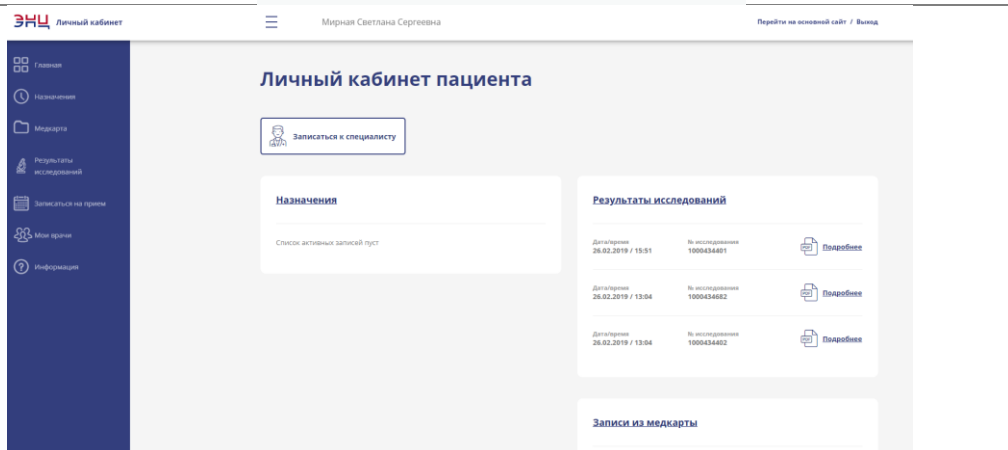 ЭНЦ Личный кабинет
Мирная Светлана Сергеевна
Перейти на основной сайт / Выход
Главная
Назначения
Медкарта
Результаты
исследований
Записаться на прием
Мои врачи
Информация
Личный кабинет пациента
Записаться к специалисту
Назначения
Список активных записей пуст
Результаты исследований
Дата/время № исследования
26.02.2019 / 15:51 1000434401 PDF Подробнее
Дата/время № исследования
26.02.2019 / 13:04 1000434682 PDF Подробнее
Дата/время № исследования
26.02.2019 / 13:04 1000434402 PDF Подробнее
Записи из медкарты